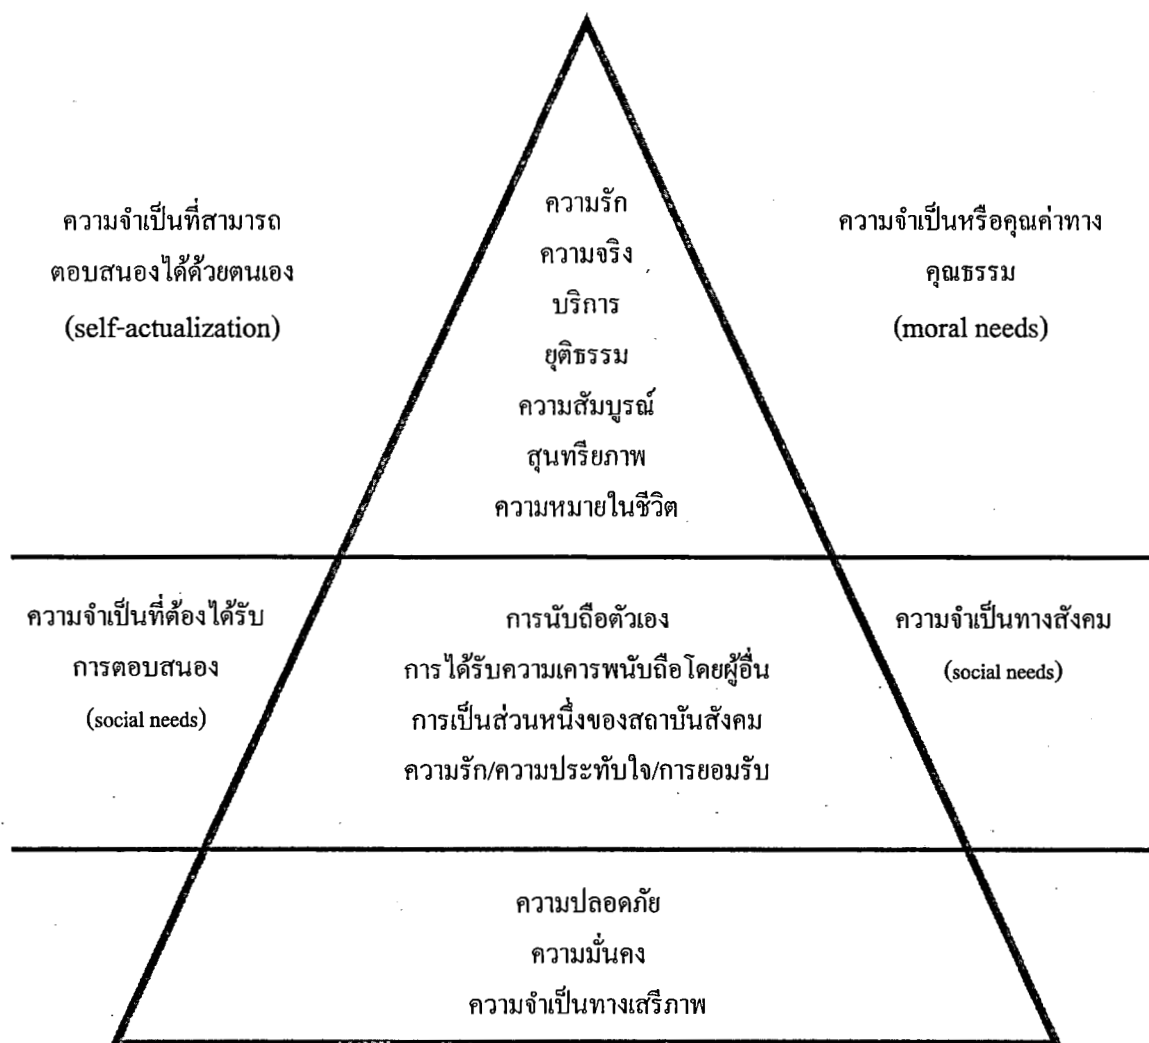 ความจำเป็นที่สามารถ
ตอบสนองได้ด้วยตนเอง
(self-actualization)
ความรัก
ความจริง
บริการ
ยุติธรรม
ความสัมบูรณ์
สุนทรียภาพ
ความหมายในชีวิต
ความจำเป็นหรือคุณค่าทาง
คุณธรรม
(moral needs)
ความจำเป็นที่ต้องได้รับ
การตอบสนอง
(social needs)
การนับถือตัวเอง
การได้รับความเคารพนับถือโดยผู้อื่น
การเป็นส่วนหนึ่งของสถาบันสังคม
ความรัก/ความประทับใจ/การยอมรับ
ความจำเป็นทางสังคม
(social needs)
ความปลอดภัย
ความมั่นคง
ความจำเป็นทางเสรีภาพ